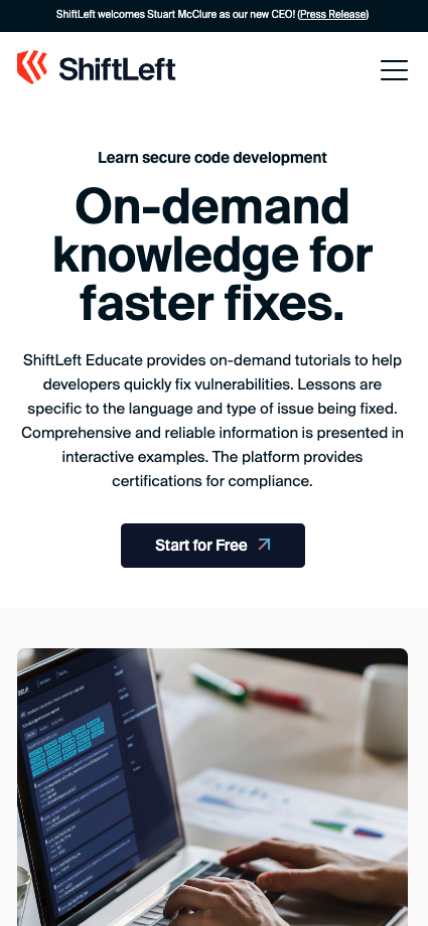 ShiftLeft welcomes Stuart McClure as our new CEO! (Press Release)
ShiftLeft
Learn secure code development
On-demand
knowledge for
faster fixes.
ShiftLeft Educate provides on-demand tutorials to help
developers quickly fix vulnerabilities. Lessons are
specific to the language and type of issue being fixed.
Comprehensive and reliable information is presented in
interactive examples. The platform provides
certifications for compliance.
Start for Free